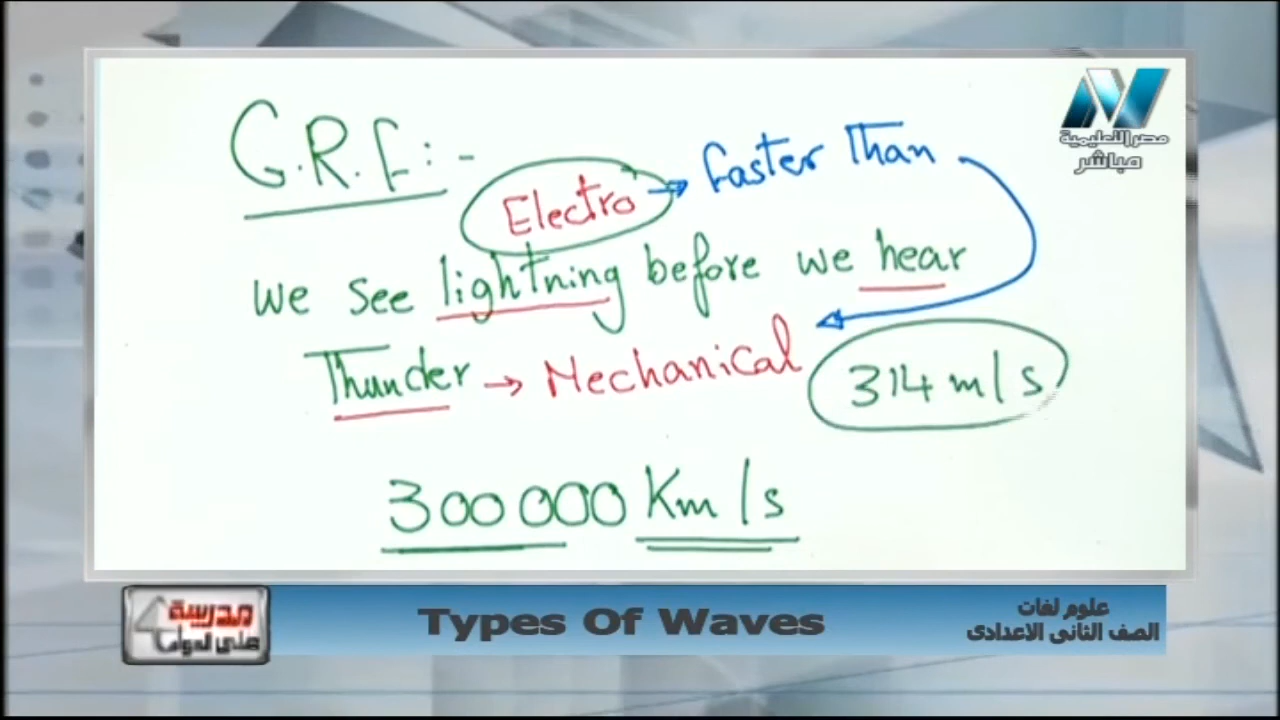 مصر التعليمية
مباشر
G.R.F:-
Electro → faster Than
we see lightning before we hear
Thunder → Mechanical
314 m/s
300 000 Km/s
مدرسة
على الهواء
Types Of Waves
علوم لغات
الصف الثانى الاعدادى